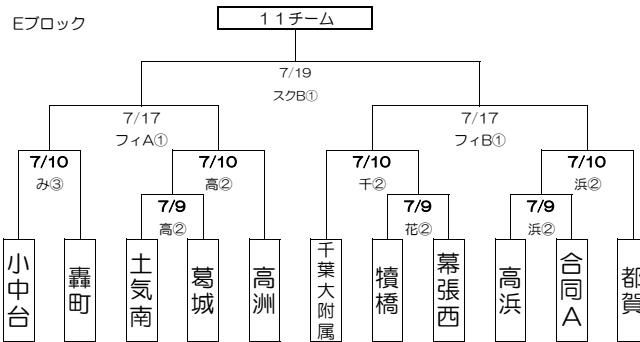 Eブロック
11チーム
7/19
スクB①
7/17
フィA①
7/17
フィB①
7/10
み③
7/10
高②
7/10
千②
7/10
浜②
7/9
高②
7/9
花②
7/9
浜②
小中台
轟町
土気南
葛城
高洲
千葉大附属
犢橋
幕張西
高浜
合同A
都賀